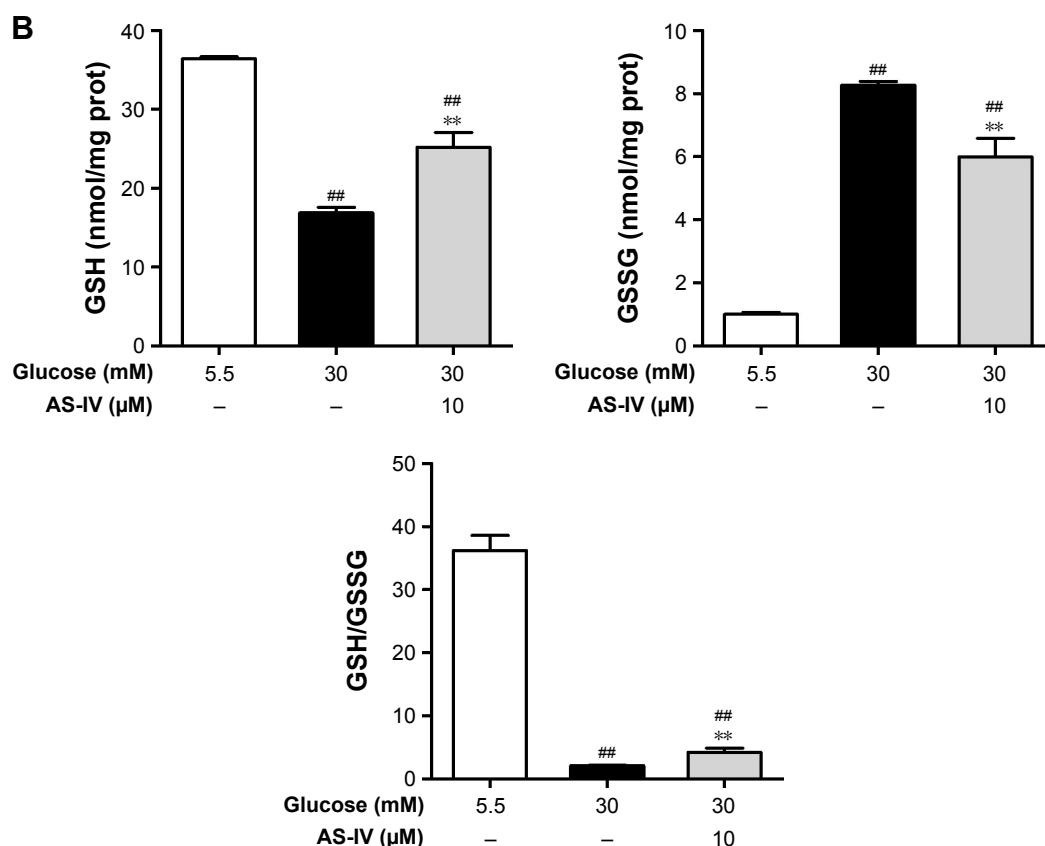 B
GSH (nmol/mg prot)
40
30
20
10
0
##
##
**
Glucose (mM) 5.5 30 30
AS-IV (µM) – – 10
GSSG (nmol/mg prot)
10
8
6
4
2
0
##
##
**
Glucose (mM) 5.5 30 30
AS-IV (µM) – – 10
GSH/GSSG
50
40
30
20
10
0
##
##
**
Glucose (mM) 5.5 30 30
AS-IV (µM) – – 10